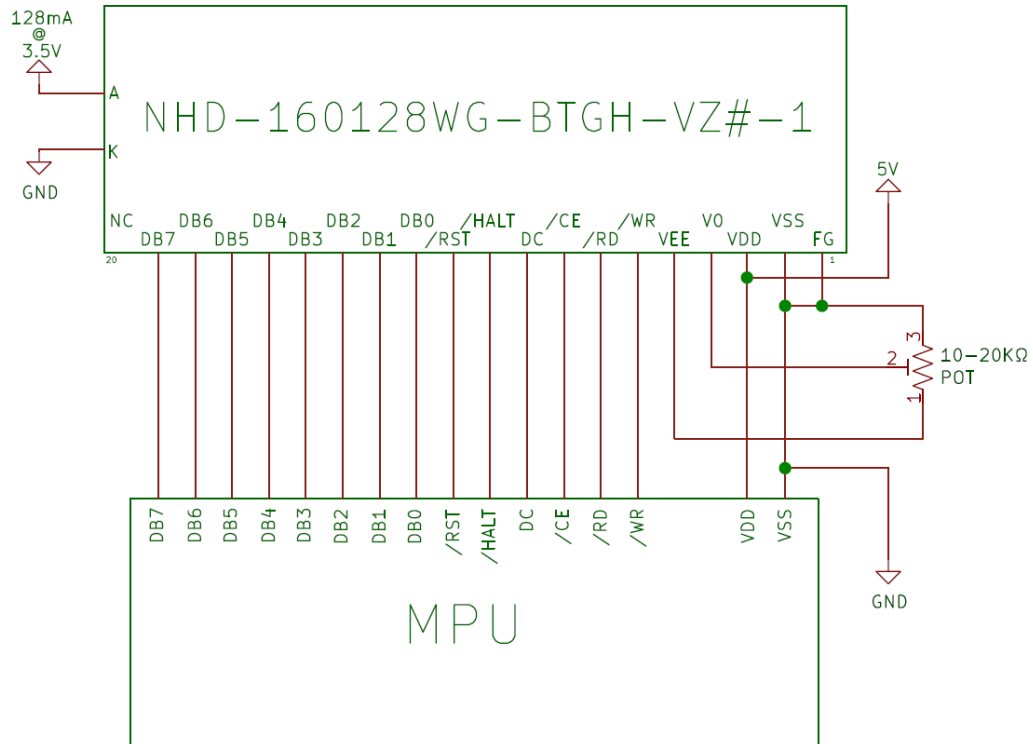 128mA
@
3.5V
A
NHD-160128WG-BTGH-VZ#-1
K
GND
5V
NC DB6 DB4 DB2 DB0 /HALT /CE /WR V0 VSS
DB7 DB5 DB3 DB1 /RST DC /RD VEE VDD FG
20 1
3
2 10-20KΩ
POT
1
DB7 DB6 DB5 DB4 DB3 DB2 DB1 DB0 /RST /HALT DC /CE /RD /WR VDD VSS
GND
MPU